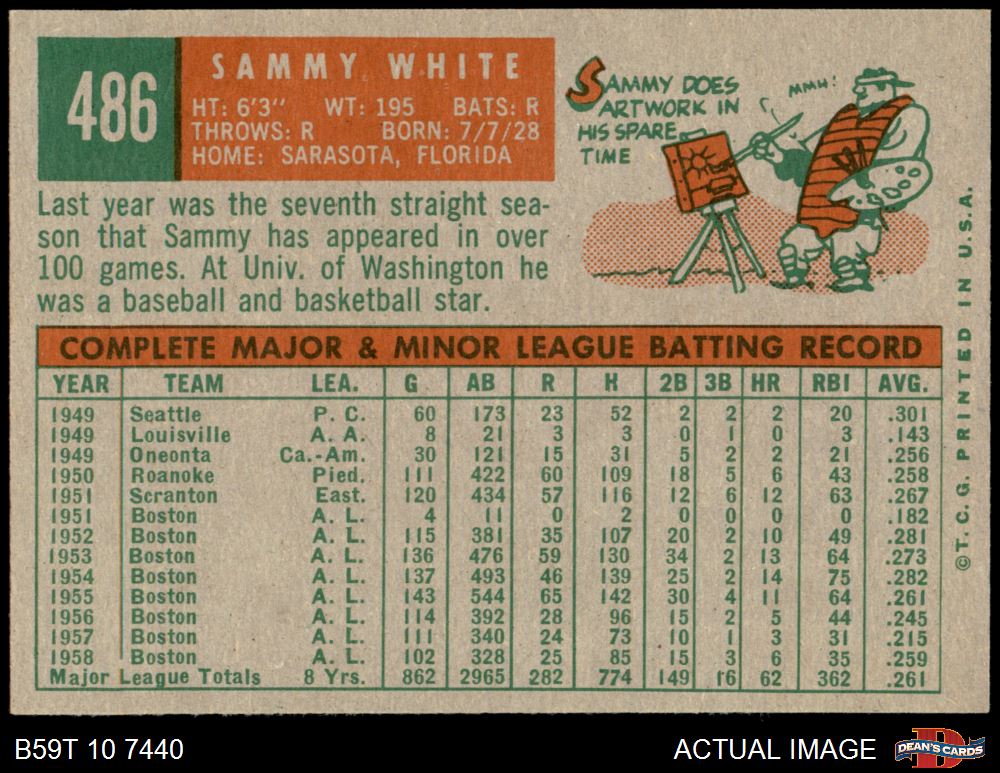 486
SAMMY WHITE
HT: 6'3" WT: 195 BATS: R
THROWS: R BORN: 7/7/28
HOME: SARASOTA, FLORIDA
SAMMY DOES
ARTWORK IN
HIS SPARE
TIME
MMH!
Last year was the seventh straight sea-
son that Sammy has appeared in over
100 games. At Univ. of Washington he
was a baseball and basketball star.
COMPLETE MAJOR & MINOR LEAGUE BATTING RECORD
YEAR TEAM LEA. G AB R H 2B 3B HR RBI AVG.
1949 Seattle P. C. 60 173 23 52 2 2 2 20 .301
1949 Louisville A. A. 8 21 3 3 0 1 0 3 .143
1949 Oneonta Ca.-Am. 30 121 15 31 5 2 2 21 .256
1950 Roanoke Pied. 111 422 60 109 18 5 6 43 .258
1951 Scranton East. 120 434 57 116 12 6 12 63 .267
1951 Boston A. L. 4 11 0 2 0 0 0 0 .182
1952 Boston A. L. 115 381 35 107 20 2 10 49 .281
1953 Boston A. L. 136 476 59 130 34 2 13 64 .273
1954 Boston A. L. 137 493 46 139 25 2 14 75 .282
1955 Boston A. L. 143 544 65 142 30 4 11 64 .261
1956 Boston A. L. 114 392 28 96 15 2 5 44 .245
1957 Boston A. L. 111 340 24 73 10 1 3 31 .215
1958 Boston A. L. 102 328 25 85 15 3 6 35 .259
Major League Totals 8 Yrs. 862 2965 282 774 149 16 62 362 .261
©T. C. G. PRINTED IN U.S.A.
B59T 10 7440
ACTUAL IMAGE
D
DEAN'S CARDS